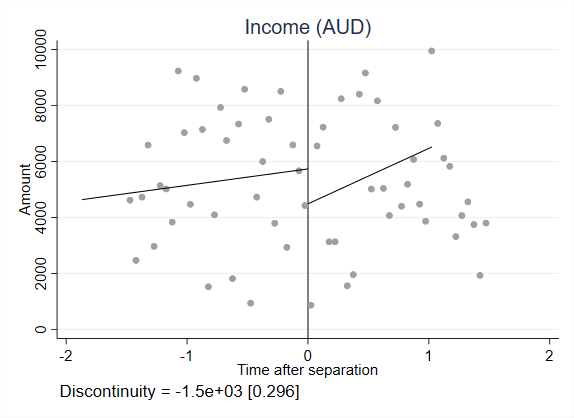 Income (AUD)
10000
8000
6000
4000
2000
0
Amount
-2
-1
0
1
2
Time after separation
Discontinuity = -1.5e+03 [0.296]